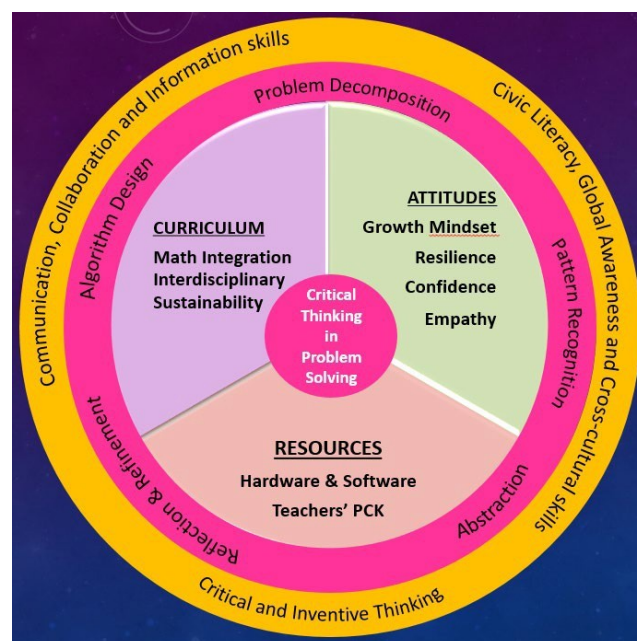 Communication, Collaboration and Information skills
Civic Literacy, Global Awareness and Cross-cultural skills
Critical and Inventive Thinking
Problem Decomposition
Pattern Recognition
Abstraction
Reflection & Refinement
Algorithm Design
CURRICULUM
Math Integration
Interdisciplinary
Sustainability
ATTITUDES
Growth Mindset
Resilience
Confidence
Empathy
Critical
Thinking
in
Problem
Solving
RESOURCES
Hardware & Software
Teachers’ PCK